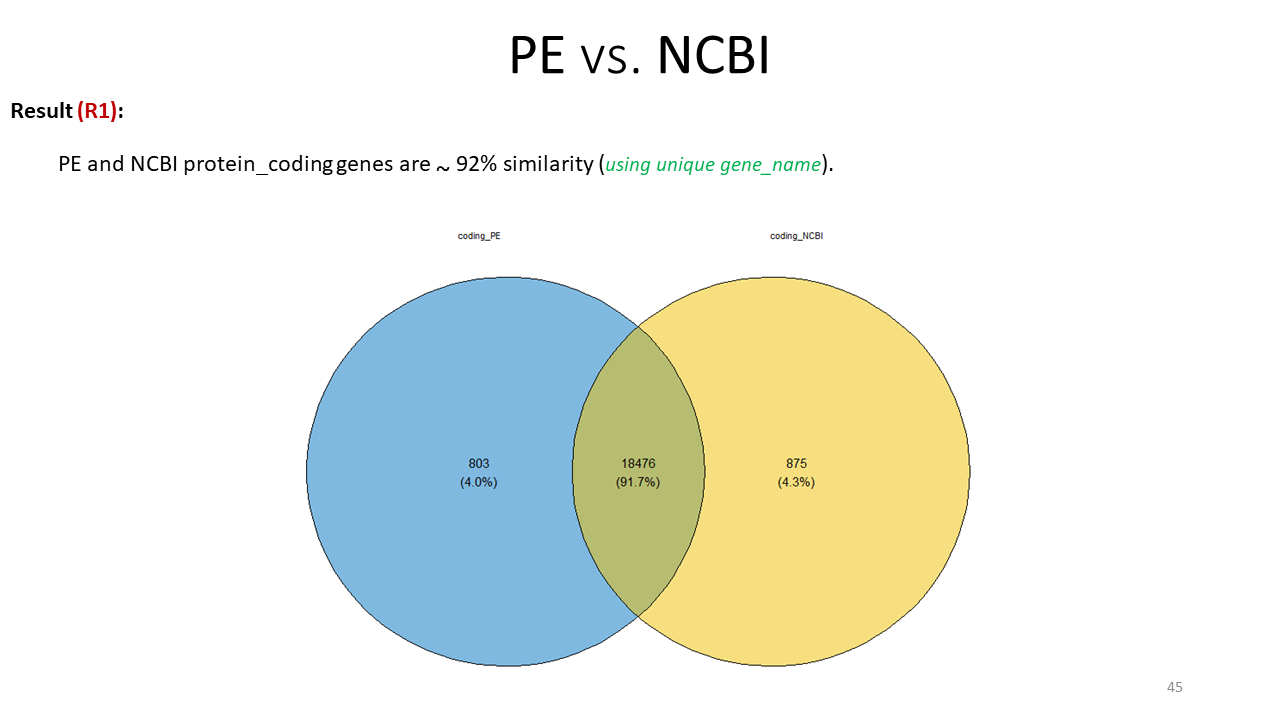 PE vs. NCBI
Result (R1):
PE and NCBI protein_coding genes are ~ 92% similarity (using unique gene_name).
coding_PE
coding_NCBI
803
(4.0%)
18476
(91.7%)
875
(4.3%)
45